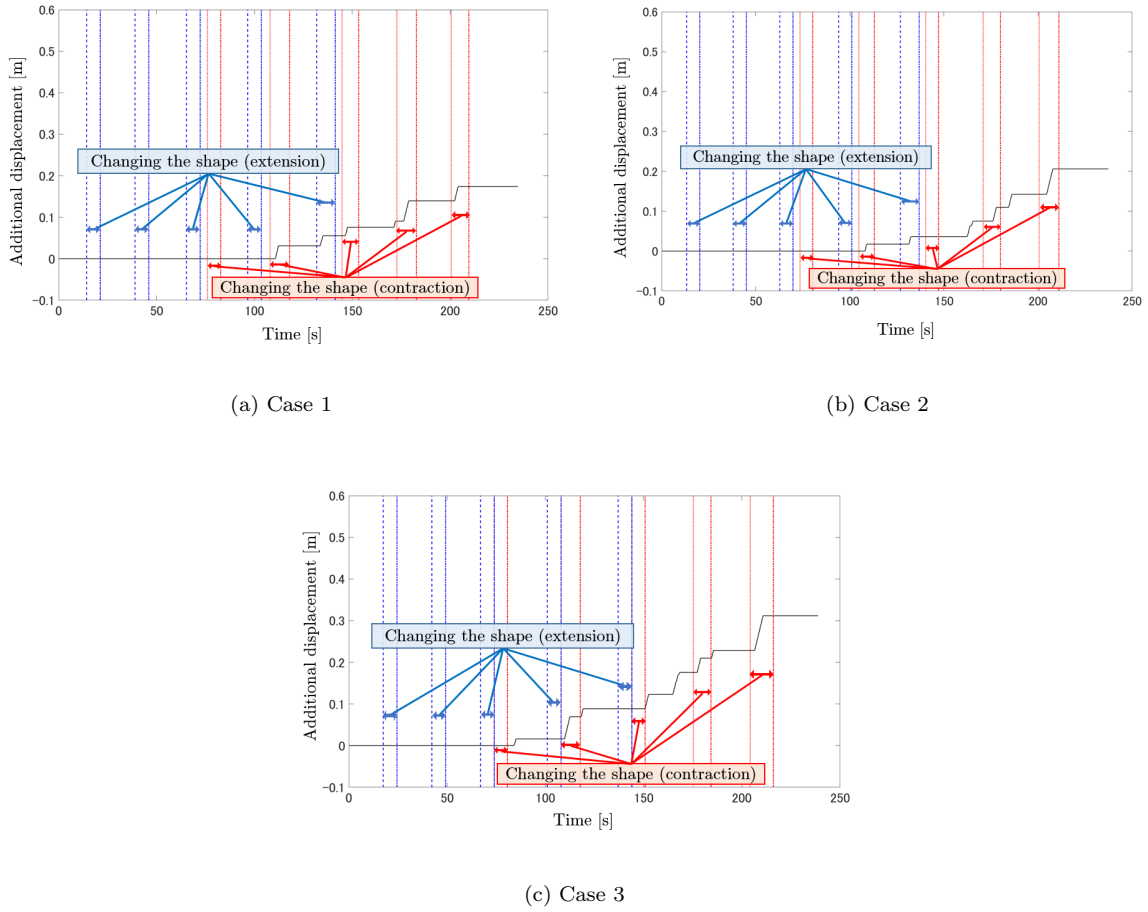 0.6
0.5
0.4
0.3
0.2
0.1
0
−0.1
Additional displacement [m]
Changing the shape (extension)
Changing the shape (contraction)
0 50 100 150 200 250
Time [s]
(a) Case 1
0.6
0.5
0.4
0.3
0.2
0.1
0
−0.1
Additional displacement [m]
Changing the shape (extension)
Changing the shape (contraction)
0 50 100 150 200 250
Time [s]
(b) Case 2
0.6
0.5
0.4
0.3
0.2
0.1
0
−0.1
Additional displacement [m]
Changing the shape (extension)
Changing the shape (contraction)
0 50 100 150 200 250
Time [s]
(c) Case 3